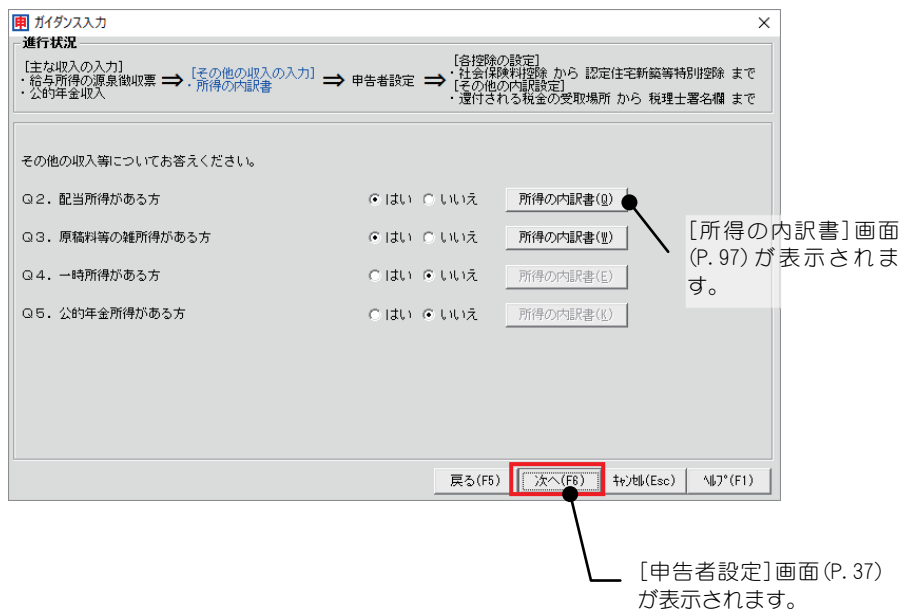 申 ガイダンス入力
進行状況
[主な収入の入力]
・給与所得の源泉徴収票
・公的年金収入
⇒
[その他の収入の入力]
・所得の内訳書
⇒
申告者設定
⇒
[各控除の設定]
・社会保険料控除 から 認定住宅新築等特別控除 まで
[その他の内訳設定]
・還付される税金の受取場所 から 税理士署名欄 まで
その他の収入等についてお答えください。
Q2．配当所得がある方 はい いいえ 所得の内訳書(Q)
Q3．原稿料等の雑所得がある方 はい いいえ 所得の内訳書(W)
Q4．一時所得がある方 はい いいえ 所得の内訳書(E)
Q5．公的年金所得がある方 はい いいえ 所得の内訳書(K)
[所得の内訳書]画面
(P.97)が表示されま
す。
戻る(F5) 次へ(F6) ｷｬﾝｾﾙ(Esc) ﾍﾙﾌﾟ(F1)
[申告者設定]画面(P.37)
が表示されます。